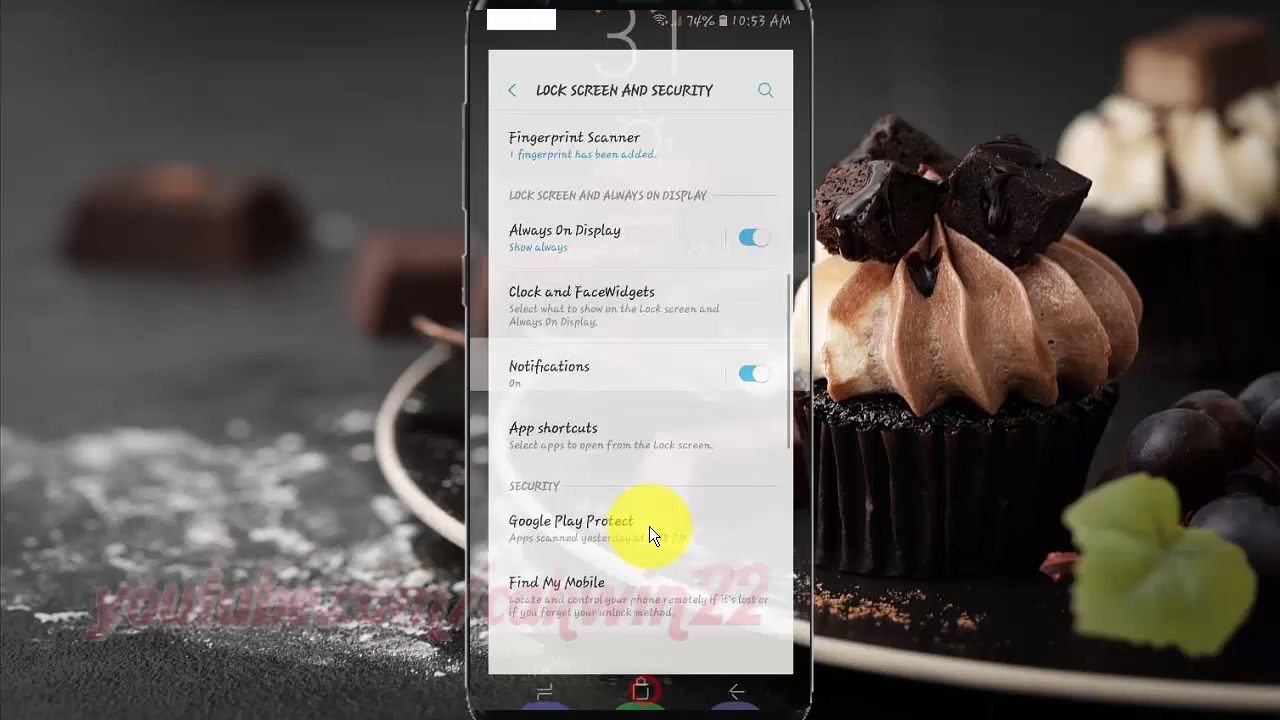 31
74% 10:53 AM
LOCK SCREEN AND SECURITY
Fingerprint Scanner
1 fingerprint has been added.
LOCK SCREEN AND ALWAYS ON DISPLAY
Always On Display
Show always
Clock and FaceWidgets
Select what to show on the Lock screen and
Always On Display.
Notifications
On
App shortcuts
Select apps to open from the Lock screen.
SECURITY
Google Play Protect
Apps scanned yesterday at PM
Find My Mobile
Locate and control your phone remotely if it's lost or
if you forget your unlock method.